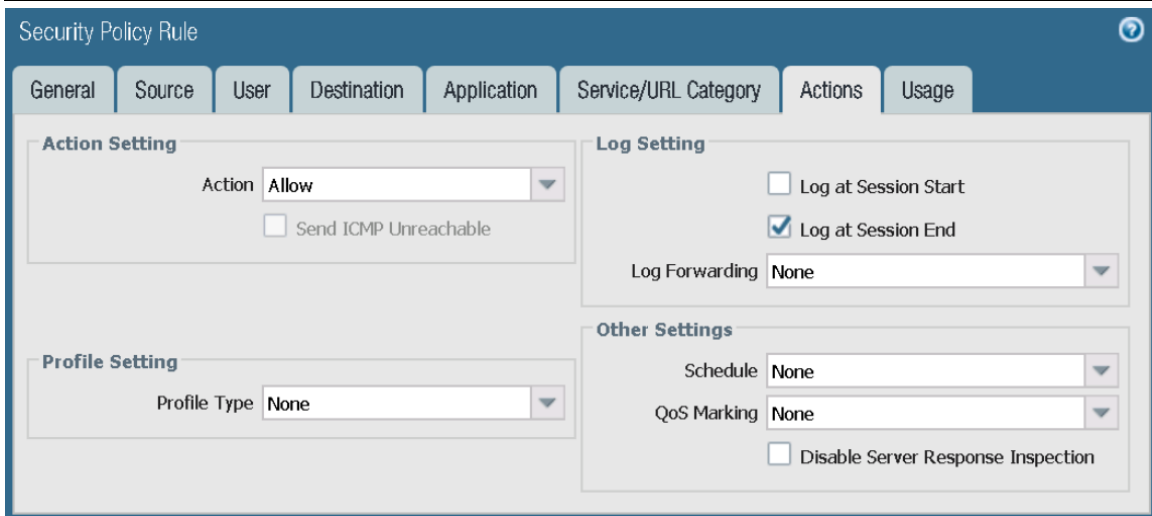 Security Policy Rule
General Source User Destination Application Service/URL Category Actions Usage
Action Setting
Action Allow
Send ICMP Unreachable
Profile Setting
Profile Type None
Log Setting
Log at Session Start
Log at Session End
Log Forwarding None
Other Settings
Schedule None
QoS Marking None
Disable Server Response Inspection